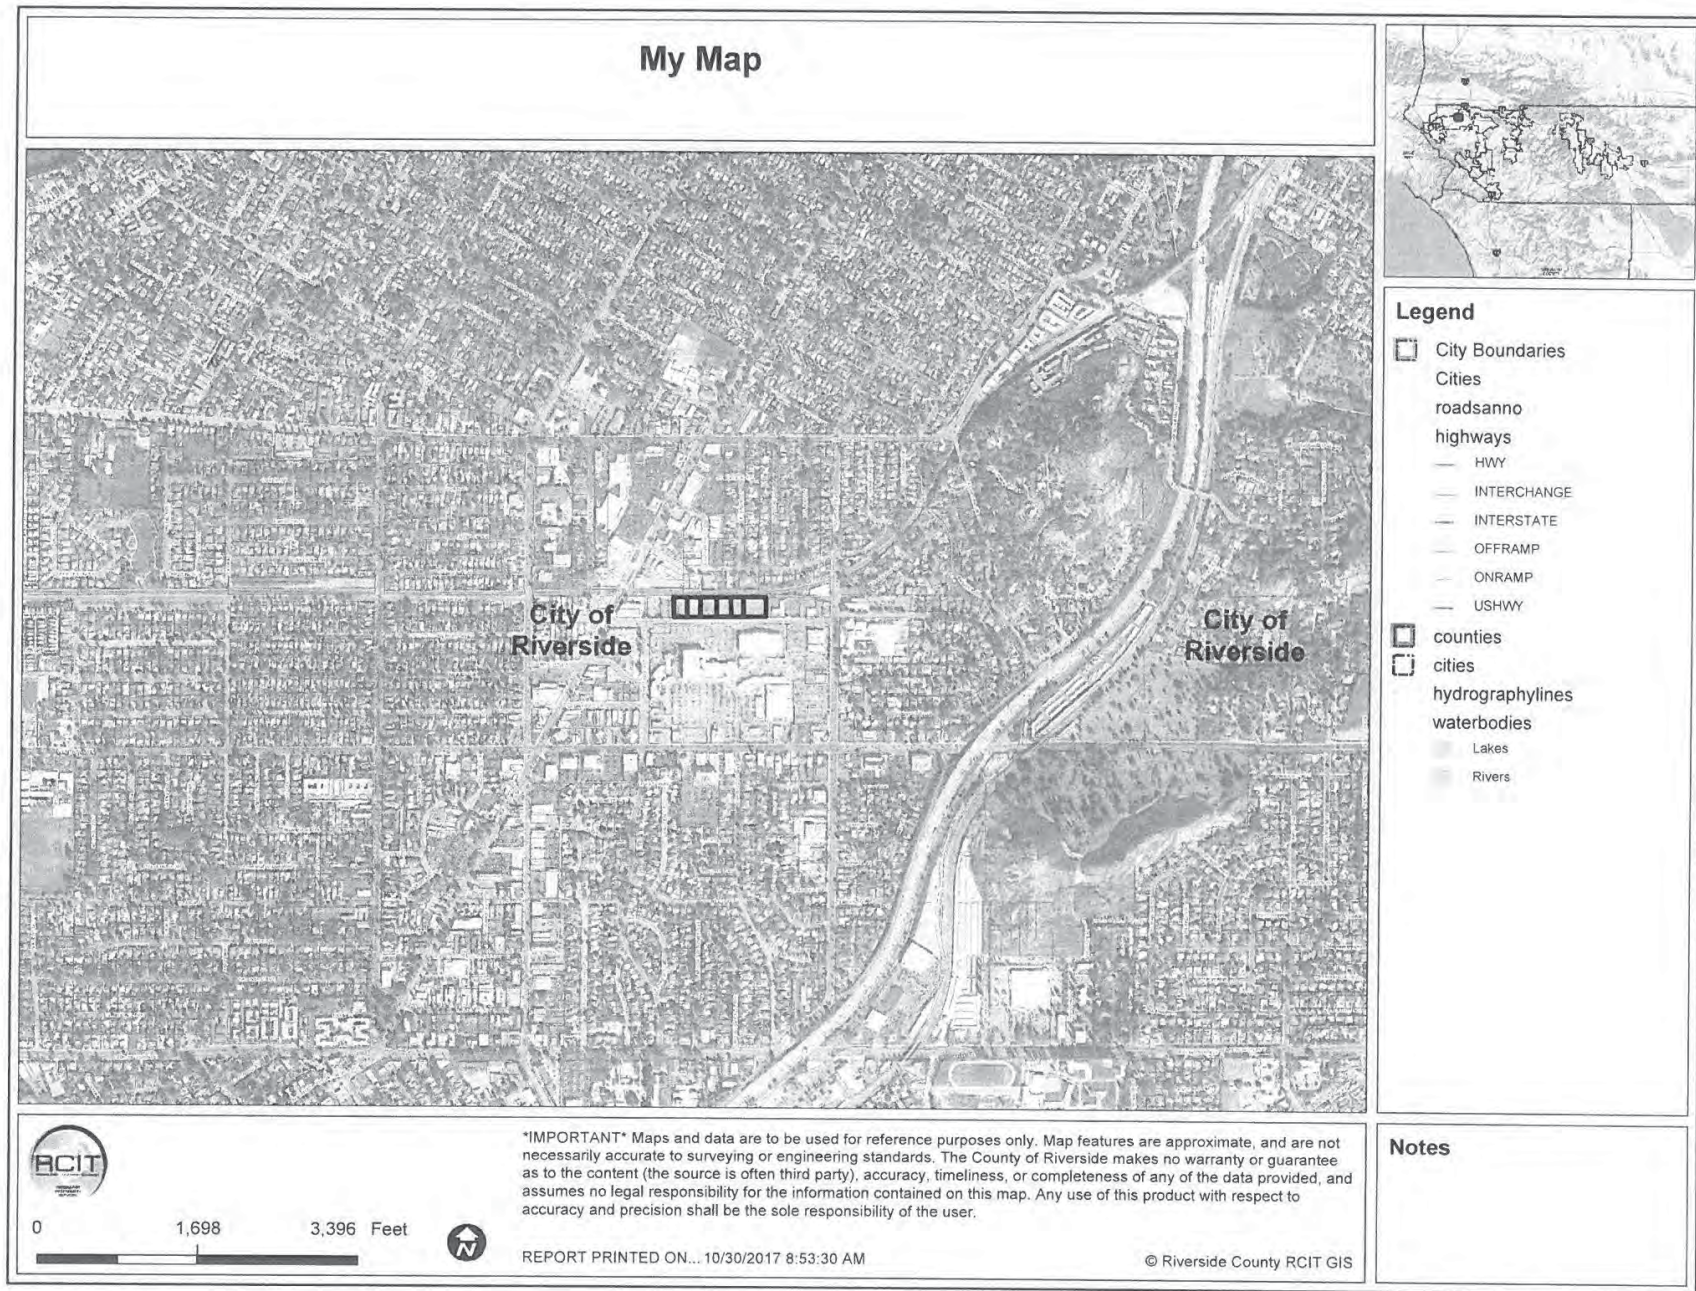 My Map
City of
Riverside
City of
Riverside
Legend
City Boundaries
Cities
roadsanno
highways
HWY
INTERCHANGE
INTERSTATE
OFFRAMP
ONRAMP
USHWY
counties
cities
hydrographylines
waterbodies
Lakes
Rivers
RCIT
0 1,698 3,396 Feet
N
*IMPORTANT* Maps and data are to be used for reference purposes only. Map features are approximate, and are not
necessarily accurate to surveying or engineering standards. The County of Riverside makes no warranty or guarantee
as to the content (the source is often third party), accuracy, timeliness, or completeness of any of the data provided, and
assumes no legal responsibility for the information contained on this map. Any use of this product with respect to
accuracy and precision shall be the sole responsibility of the user.
REPORT PRINTED ON... 10/30/2017 8:53:30 AM
© Riverside County RCIT GIS
Notes